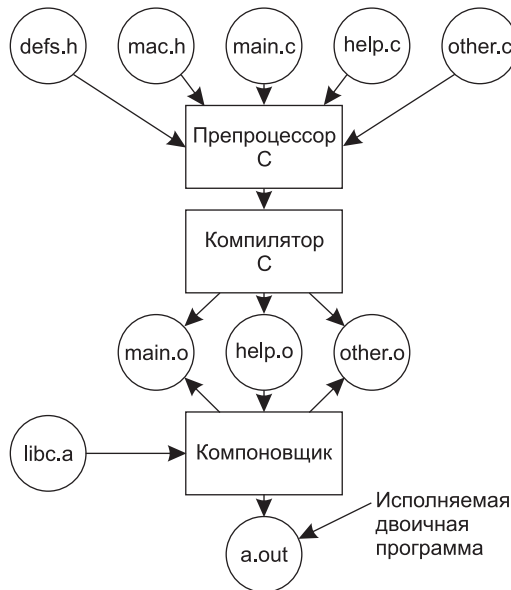 defs.h
mac.h
main.c
help.c
other.c
Препроцессор
C
Компилятор
C
main.o
help.o
other.o
libc.a
Компоновщик
a.out
Исполняемая
двоичная
программа